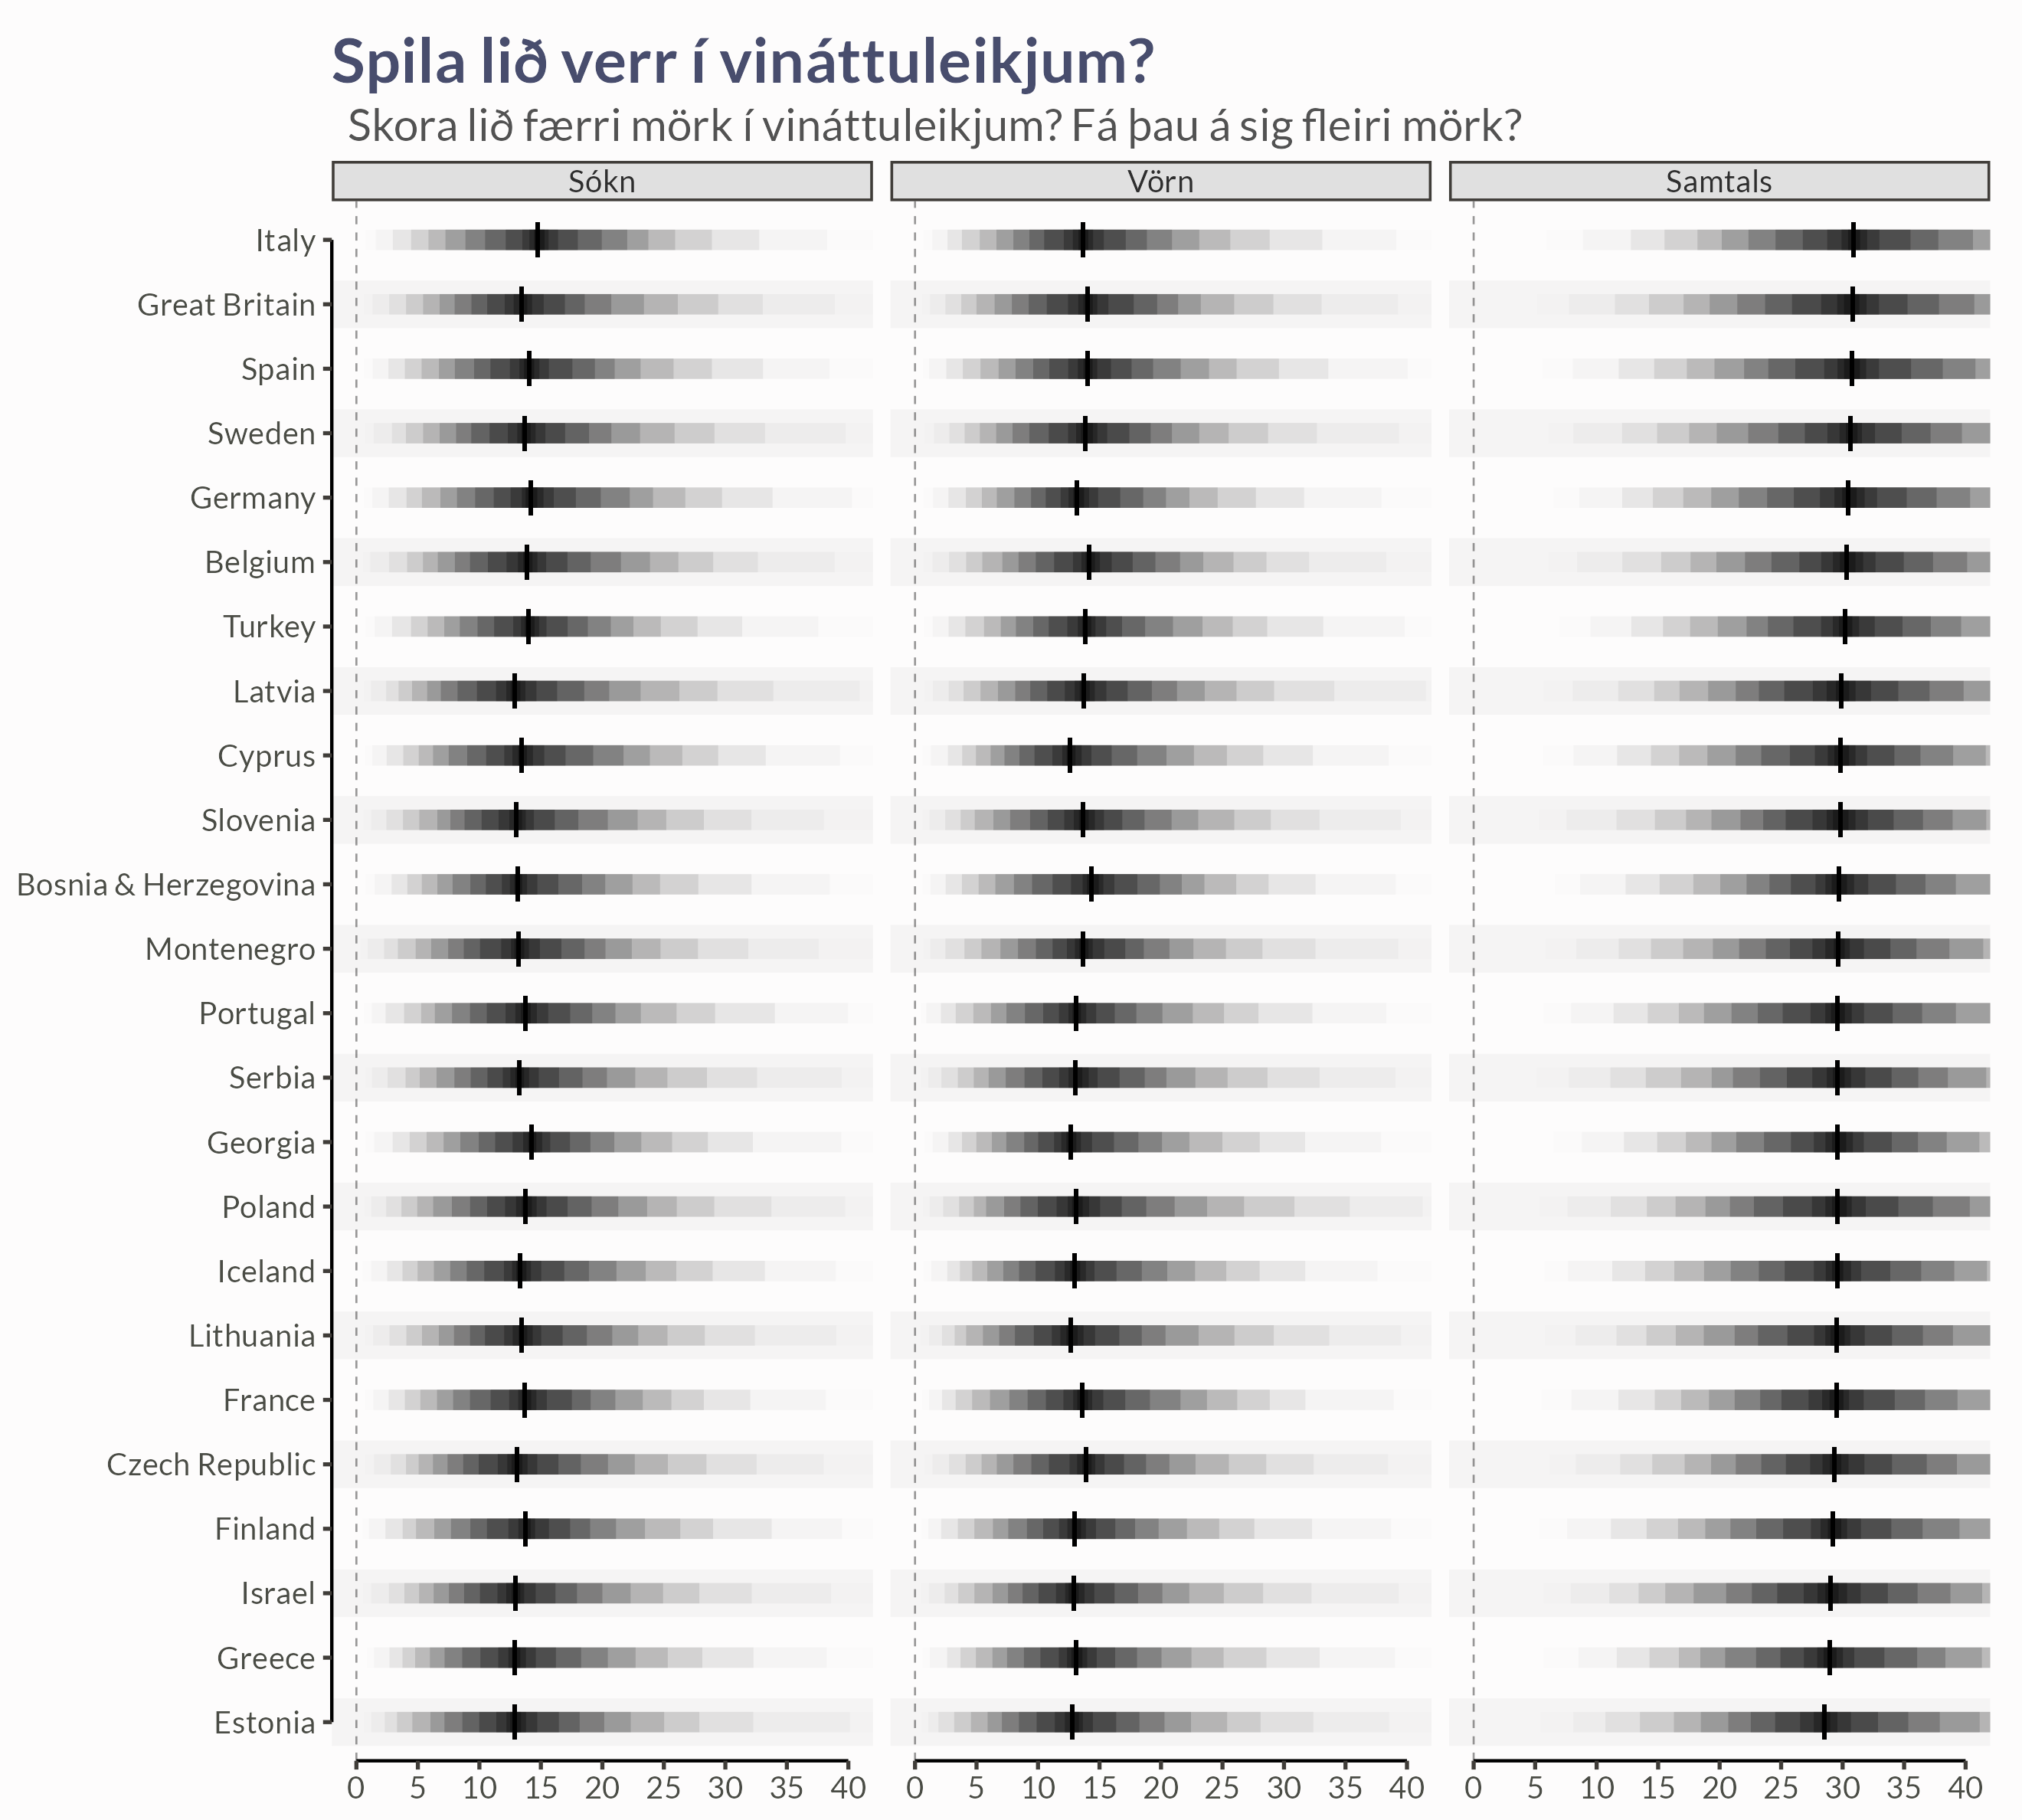 Spila lið verr í vináttuleikjum?
Skora lið færri mörk í vináttuleikjum? Fá þau á sig fleiri mörk?
Sókn Vörn Samtals
Italy
Great Britain
Spain
Sweden
Germany
Belgium
Turkey
Latvia
Cyprus
Slovenia
Bosnia & Herzegovina
Montenegro
Portugal
Serbia
Georgia
Poland
Iceland
Lithuania
France
Czech Republic
Finland
Israel
Greece
Estonia
0 5 10 15 20 25 30 35 40 0 5 10 15 20 25 30 35 40 0 5 10 15 20 25 30 35 40